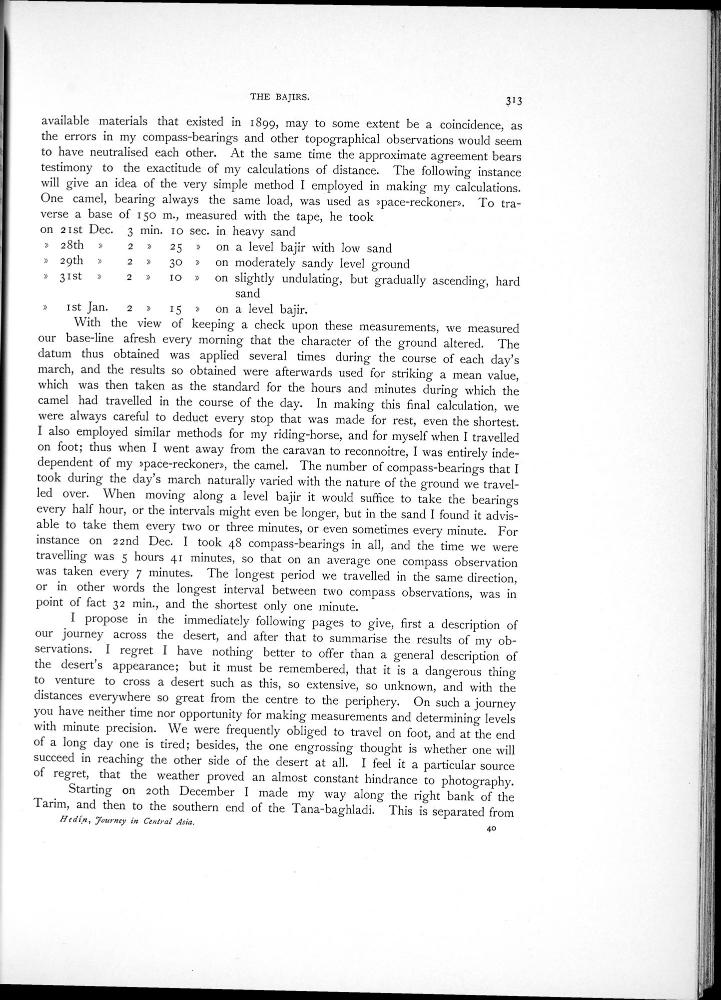 THE BAJIRS.
313
available materials that existed in 1899, may to some extent be a coincidence, as
the errors in my compass-bearings and other topographical observations would seem
to have neutralised each other. At the same time the approximate agreement bears
testimony to the exactitude of my calculations of distance. The following instance
will give an idea of the very simple method I employed in making my calculations.
One camel, bearing always the same load, was used as »pace-reckoner». To tra-
verse a base of 150 m., measured with the tape, he took
on 21st Dec. 3 min. 10 sec. in heavy sand
» 28th » 2 » 25 » on a level bajir with low sand
» 29th » 2 » 30 » on moderately sandy level ground
» 31st » 2 » 10 » on slightly undulating, but gradually ascending, hard
sand
» 1st Jan. 2 » 15 » on a level bajir.
With the view of keeping a check upon these measurements, we measured
our base-line afresh every morning that the character of the ground altered. The
datum thus obtained was applied several times during the course of each day's
march, and the results so obtained were afterwards used for striking a mean value,
which was then taken as the standard for the hours and minutes during which the
camel had travelled in the course of the day. In making this final calculation, we
were always careful to deduct every stop that was made for rest, even the shortest.
I also employed similar methods for my riding-horse, and for myself when I travelled
on foot; thus when I went away from the caravan to reconnoitre, I was entirely inde-
pendent of my »pace-reckoner», the camel. The number of compass-bearings that I
took during the day's march naturally varied with the nature of the ground we travel-
led over. When moving along a level bajir it would suffice to take the bearings
every half hour, or the intervals might even be longer, but in the sand I found it advis-
able to take them every two or three minutes, or even sometimes every minute. For
instance on 22nd Dec. I took 48 compass-bearings in all, and the time we were
travelling was 5 hours 41 minutes, so that on an average one compass observation
was taken every 7 minutes. The longest period we travelled in the same direction,
or in other words the longest interval between two compass observations, was in
point of fact 32 min., and the shortest only one minute.
I propose in the immediately following pages to give, first a description of
our journey across the desert, and after that to summarise the results of my ob-
servations. I regret I have nothing better to offer than a general description of
the desert's appearance; but it must be remembered, that it is a dangerous thing
to venture to cross a desert such as this, so extensive, so unknown, and with the
distances everywhere so great from the centre to the periphery. On such a journey
you have neither time nor opportunity for making measurements and determining levels
with minute precision. We were frequently obliged to travel on foot, and at the end
of a long day one is tired; besides, the one engrossing thought is whether one will
succeed in reaching the other side of the desert at all. I feel it a particular source
of regret, that the weather proved an almost constant hindrance to photography.
Starting on 20th December I made my way along the right bank of the
Tarim, and then to the southern end of the Tana-baghladi. This is separated from
Hedin, Journey in Central Asia.
40